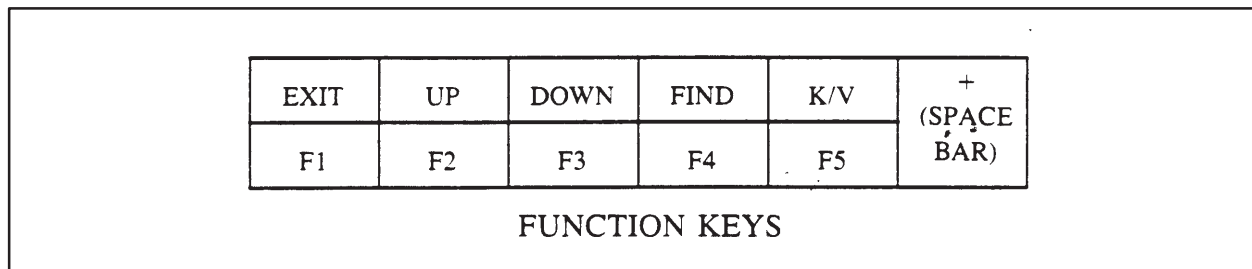 EXIT UP DOWN FIND K/V +
(SPACE
BAR)
F1 F2 F3 F4 F5
FUNCTION KEYS